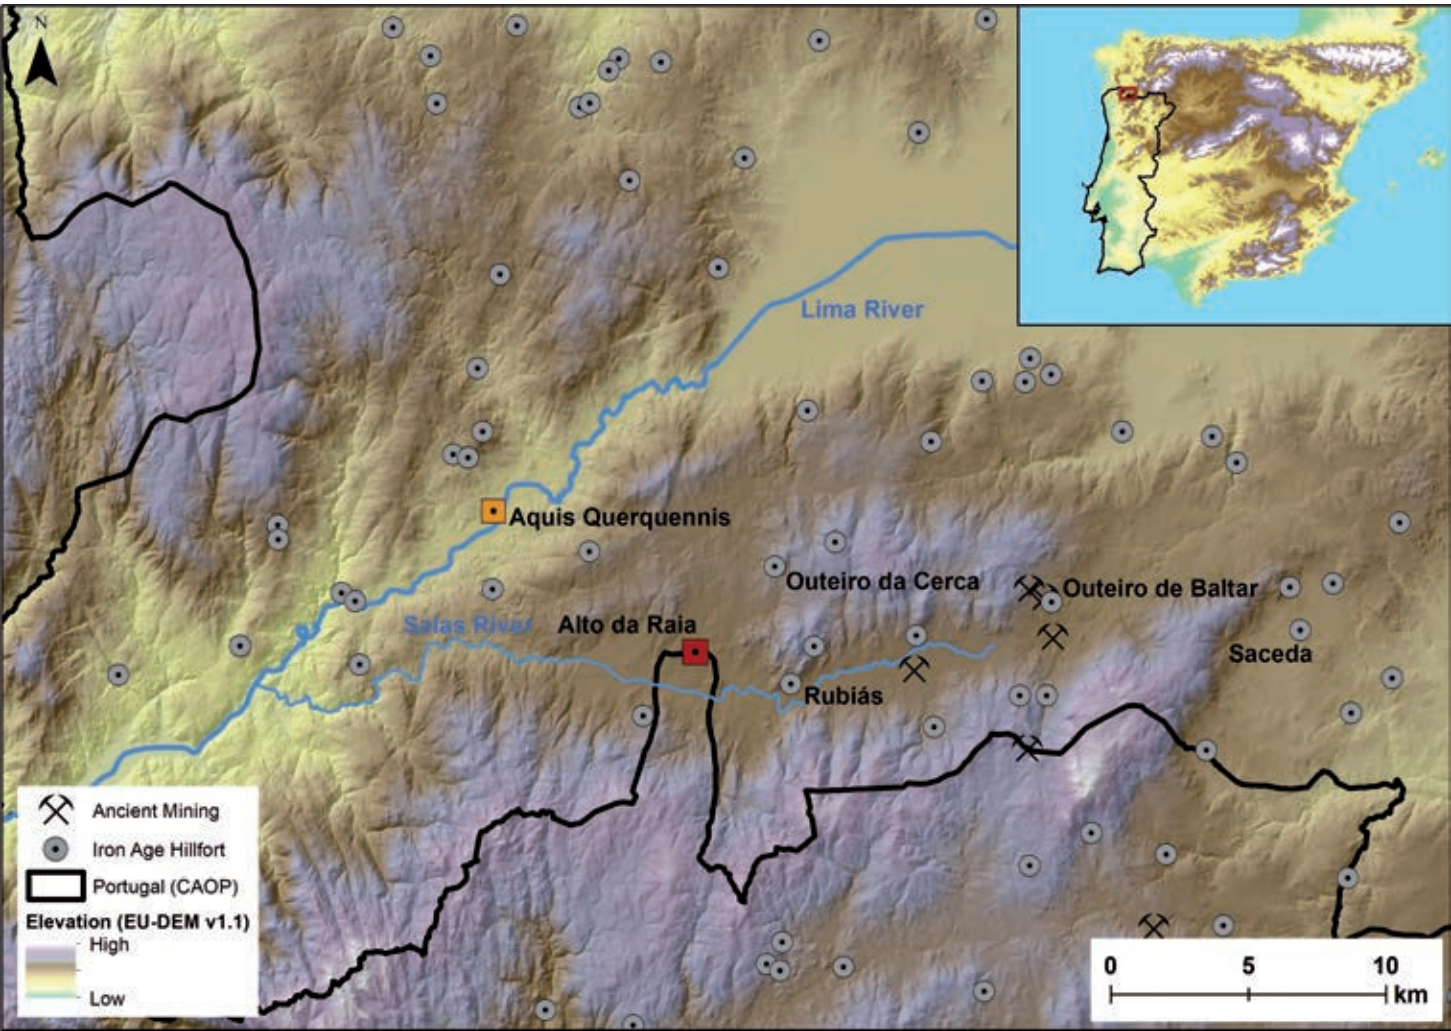 N
Lima River
Aquis Querquennis
Outeiro da Cerca
Outeiro de Baltar
Salas River
Alto da Raia
Saceda
Rubiás
Ancient Mining
Iron Age Hillfort
Portugal (CAOP)
Elevation (EU-DEM v1.1)
High
Low
0 5 10
km